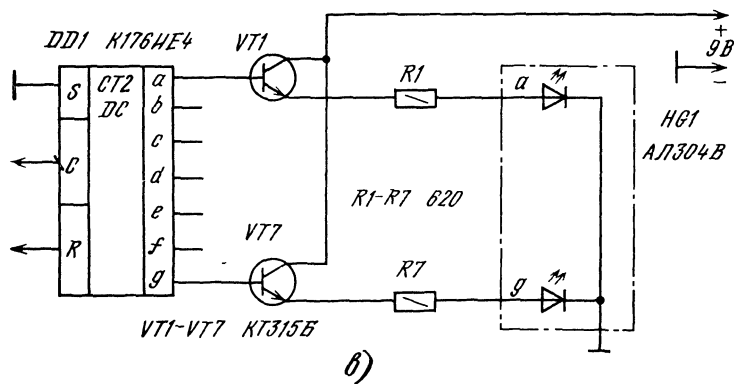 DD1 К176ИЕ4
VT1
+
9В
−
S
C
R
СТ2
DC
a
b
c
d
e
f
g
R1
a
HG1
АЛ304В
R1-R7 620
VT7
R7
g
VT1-VT7 КТ315Б
в)